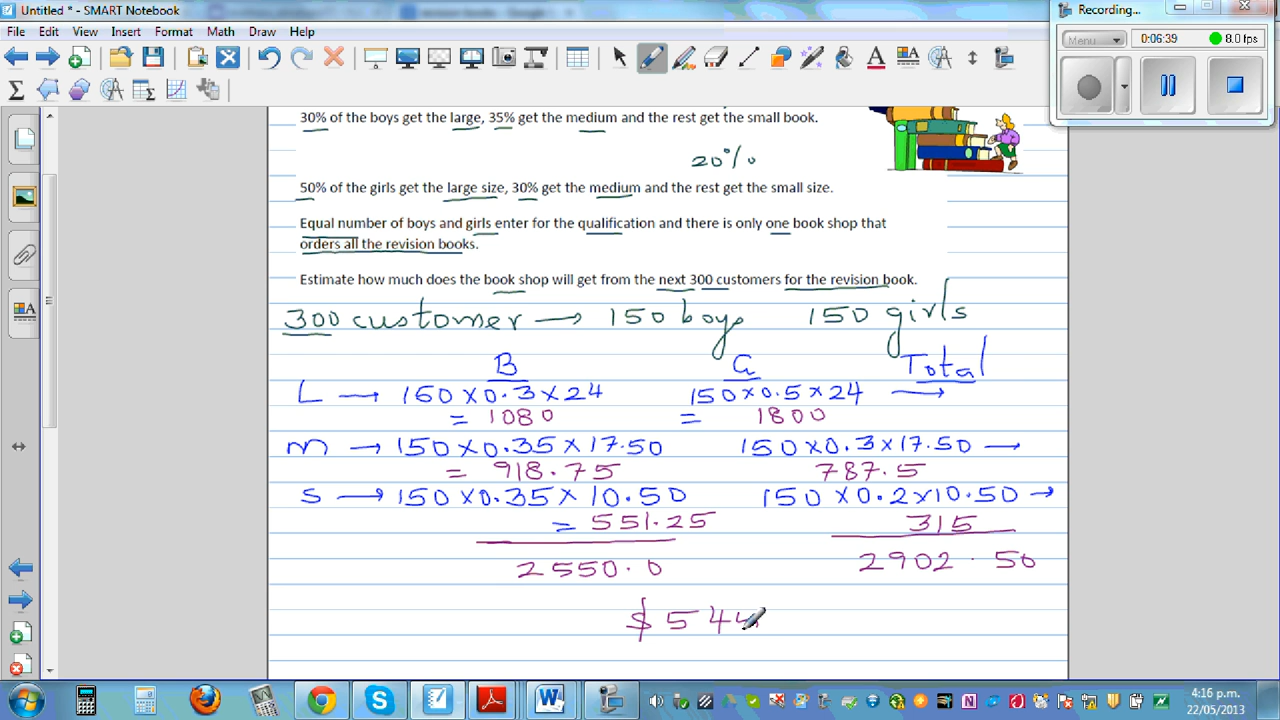 Untitled * - SMART Notebook
Recording...
File Edit View Insert Format Math Draw Help
Menu
0:06:39
8.0 fps
30% of the boys get the large, 35% get the medium and the rest get the small book.
20%
50% of the girls get the large size, 30% get the medium and the rest get the small size.
Equal number of boys and girls enter for the qualification and there is only one book shop that
orders all the revision books.
Estimate how much does the book shop will get from the next 300 customers for the revision book.
300 customer → 150 boys 150 girls
B G Total
L → 150 × 0.3 × 24 150 × 0.5 × 24 →
= 1080 = 1800
m → 150 × 0.35 × 17.50 150 × 0.3 × 17.50 →
= 918.75 787.5
S → 150 × 0.35 × 10.50 150 × 0.2 × 10.50 →
= 551.25 315
2550.0 2902.50
$ 544
4:16 p.m.
22/05/2013